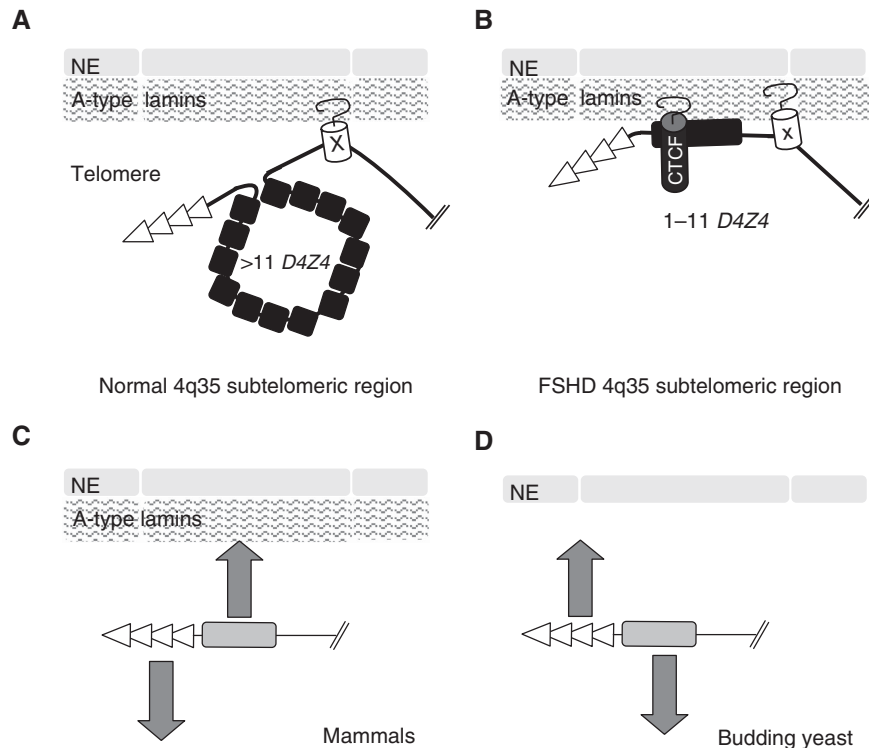 A
NE
A-type lamins
X
Telomere
>11 D4Z4
Normal 4q35 subtelomeric region
B
NE
A-type lamins
CTCF
x
1–11 D4Z4
FSHD 4q35 subtelomeric region
C
NE
A-type lamins
Mammals
D
NE
Budding yeast